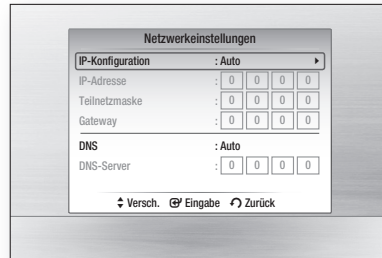 Netzwerkeinstellungen
IP-Konfiguration : Auto
IP-Adresse : 0 0 0 0
Teilnetzmaske : 0 0 0 0
Gateway : 0 0 0 0
DNS : Auto
DNS-Server : 0 0 0 0
Versch. Eingabe Zurück